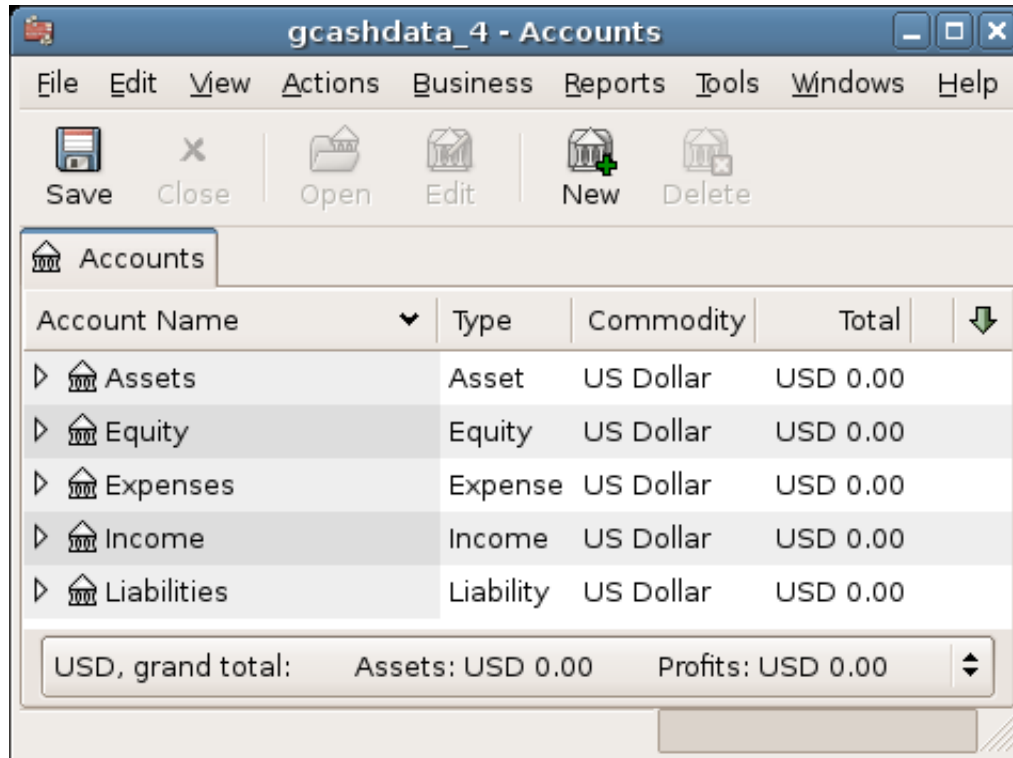 gcashdata_4 - Accounts
File Edit View Actions Business Reports Tools Windows Help
Save Close Open Edit New Delete
Accounts
Account Name Type Commodity Total
Assets Asset US Dollar USD 0.00
Equity Equity US Dollar USD 0.00
Expenses Expense US Dollar USD 0.00
Income Income US Dollar USD 0.00
Liabilities Liability US Dollar USD 0.00
USD, grand total: Assets: USD 0.00 Profits: USD 0.00